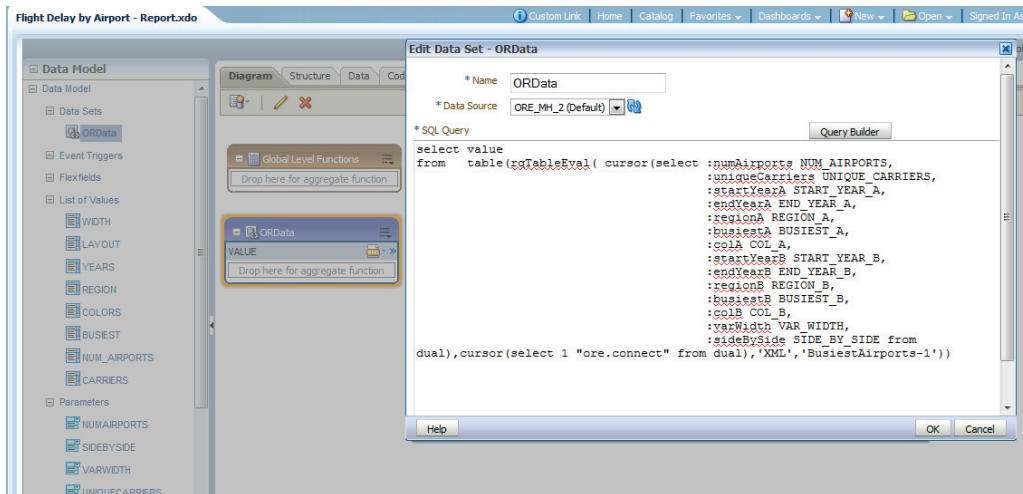 Flight Delay by Airport - Report.xdo
Custom Link Home Catalog Favorites Dashboards New Open Signed In As
Data Model
Data Model
Data Sets
ORData
Event Triggers
Flexfields
List of Values
WIDTH
LAYOUT
YEARS
REGION
COLORS
BUSIEST
NUM_AIRPORTS
CARRIERS
Parameters
NUMAIRPORTS
SIDEBYSIDE
VARWIDTH
UNIQUECARRIERS
Diagram Structure Data Cod
Global Level Functions
Drop here for aggregate function
ORData
VALUE
Drop here for aggregate function
Edit Data Set - ORData
* Name ORData
* Data Source ORE_MH_2 (Default)
* SQL Query Query Builder
select value
from table(rqTableEval( cursor(select :numAirports NUM_AIRPORTS,
:uniqueCarriers UNIQUE_CARRIERS,
:startYearA START_YEAR_A,
:endYearA END_YEAR_A,
:regionA REGION_A,
:busiestA BUSIEST_A,
:colA COL_A,
:startYearB START_YEAR_B,
:endYearB END_YEAR_B,
:regionB REGION_B,
:busiestB BUSIEST_B,
:colB COL_B,
:varWidth VAR_WIDTH,
:sideBySide SIDE_BY_SIDE from
dual),cursor(select 1 "ore.connect" from dual),'XML','BusiestAirports-1'))
Help OK Cancel